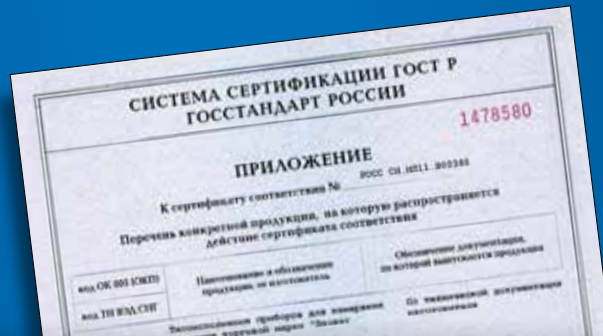 СИСТЕМА СЕРТИФИКАЦИИ ГОСТ Р
ГОССТАНДАРТ РОССИИ
1478580
ПРИЛОЖЕНИЕ
К сертификату соответствия №
Перечень конкретной продукции, на которую распространяется
действие сертификата соответствия
код ОК 005 (ОКП)
Наименование и обозначение
продукции, ее изготовитель
Обозначение документации,
по которой выпускается продукция
код ТН ВЭД СНГ
По технической документации
изготовителя